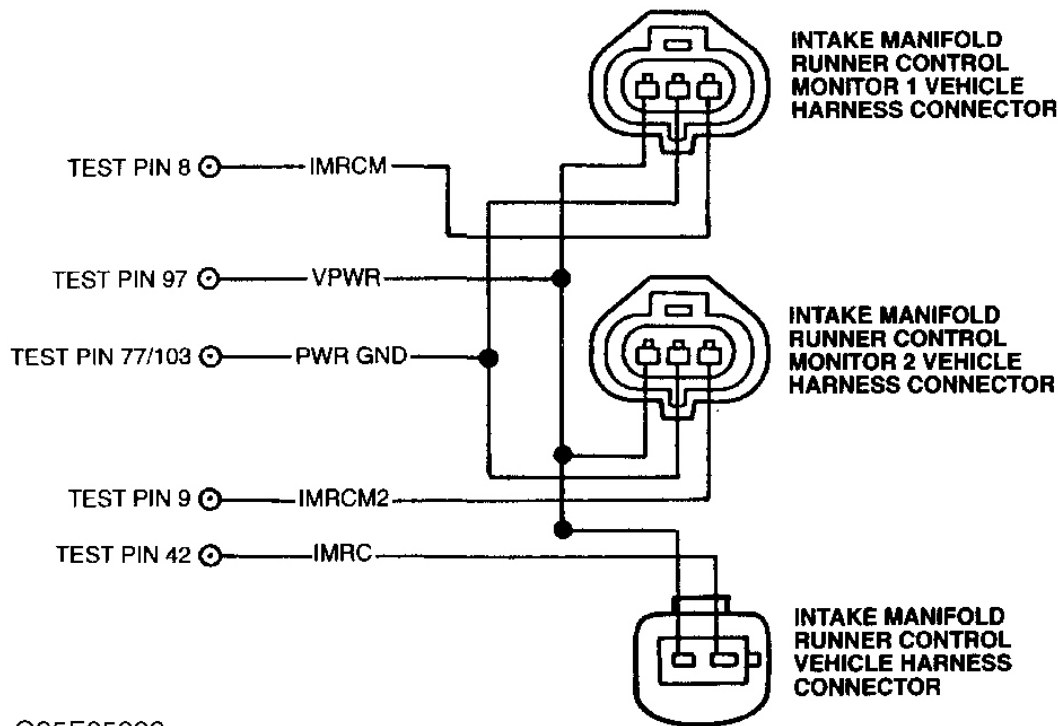 INTAKE MANIFOLD
RUNNER CONTROL
MONITOR 1 VEHICLE
HARNESS CONNECTOR
TEST PIN 8
IMRCM
TEST PIN 97
VPWR
INTAKE MANIFOLD
RUNNER CONTROL
MONITOR 2 VEHICLE
HARNESS CONNECTOR
TEST PIN 77/103
PWR GND
TEST PIN 9
IMRCM2
TEST PIN 42
IMRC
INTAKE MANIFOLD
RUNNER CONTROL
VEHICLE HARNESS
CONNECTOR